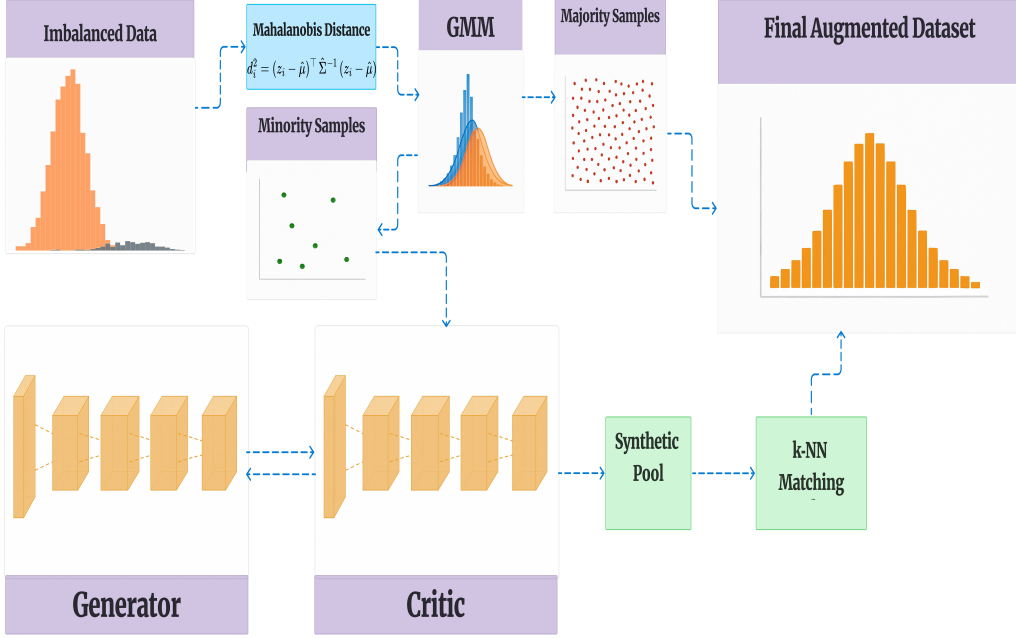 Imbalanced Data
Mahalanobis Distance
d_i^2 = (z_i − μ̂)^⊤ Σ̂^{−1} (z_i − μ̂)
GMM
Majority Samples
Final Augmented Dataset
Minority Samples
Generator
Critic
Synthetic
Pool
k-NN
Matching